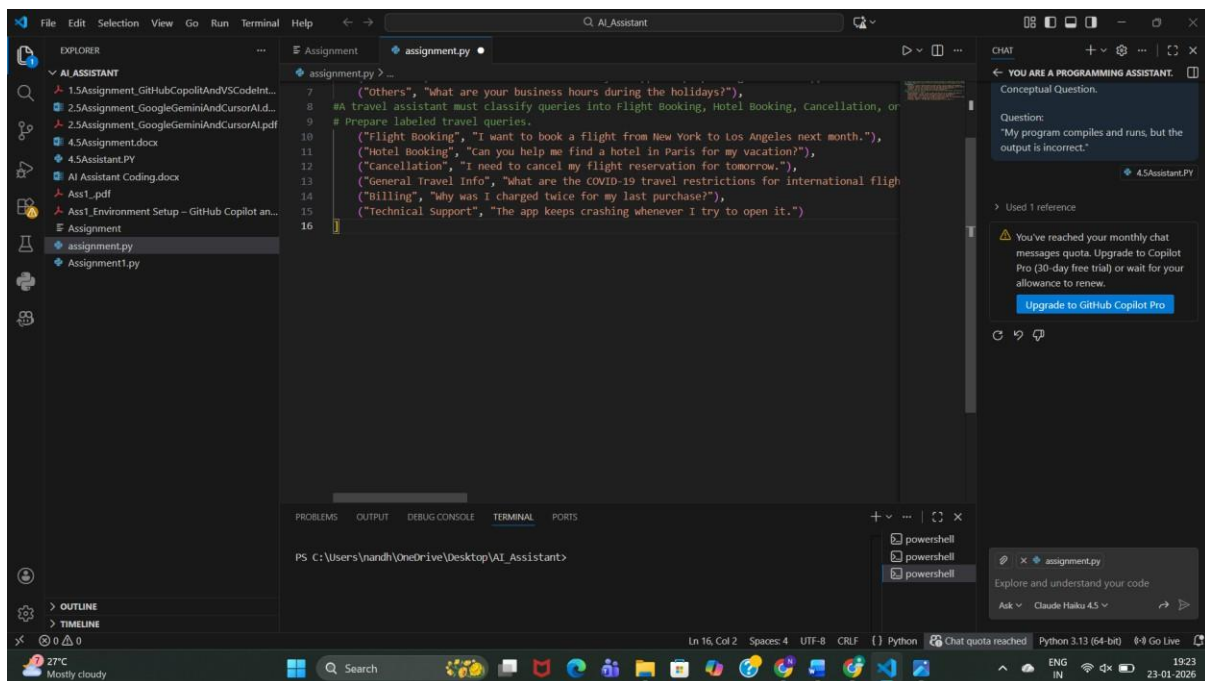 File Edit Selection View Go Run Terminal Help
AI_Assistant
EXPLORER
AI_ASSISTANT
1.5Assignment_GitHubCopolitAndVSCodeInt...
2.5Assignment_GoogleGeminiAndCursorAI.d...
2.5Assignment_GoogleGeminiAndCursorAI.pdf
4.5Assignment.docx
4.5Assistant.PY
AI Assistant Coding.docx
Ass1_.pdf
Ass1_Environment Setup – GitHub Copilot an...
Assignment
assignment.py
Assignment1.py
OUTLINE
TIMELINE
Assignment assignment.py
assignment.py > ...
7 ("Others", "What are your business hours during the holidays?"),
8 #A travel assistant must classify queries into Flight Booking, Hotel Booking, Cancellation, or
9 # Prepare labeled travel queries.
10 ("Flight Booking", "I want to book a flight from New York to Los Angeles next month."),
11 ("Hotel Booking", "Can you help me find a hotel in Paris for my vacation?"),
12 ("Cancellation", "I need to cancel my flight reservation for tomorrow."),
13 ("General Travel Info", "What are the COVID-19 travel restrictions for international fligh
14 ("Billing", "Why was I charged twice for my last purchase?"),
15 ("Technical Support", "The app keeps crashing whenever I try to open it.")
16 ]
PROBLEMS OUTPUT DEBUG CONSOLE TERMINAL PORTS
PS C:\Users\nandh\OneDrive\Desktop\AI_Assistant>
powershell
powershell
powershell
CHAT
YOU ARE A PROGRAMMING ASSISTANT.
Conceptual Question.
Question:
"My program compiles and runs, but the
output is incorrect."
4.5Assistant.PY
> Used 1 reference
You've reached your monthly chat
messages quota. Upgrade to Copilot
Pro (30-day free trial) or wait for your
allowance to renew.
Upgrade to GitHub Copilot Pro
assignment.py
Explore and understand your code
Ask Claude Haiku 4.5
0 0 Ln 16, Col 2 Spaces: 4 UTF-8 CRLF {} Python Chat quota reached Python 3.13 (64-bit) Go Live
27°C
Mostly cloudy
Search
ENG
IN
19:23
23-01-2026